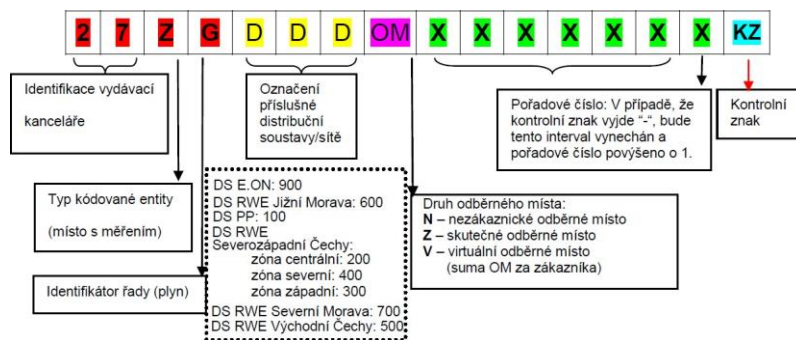 2 7 Z G D D D OM X X X X X X X KZ
Identifikace vydávací
kanceláře
Označení
příslušné
distribuční
soustavy/sítě
Pořadové číslo: V případě, že
kontrolní znak vyjde "-", bude
tento interval vynechán a
pořadové číslo povýšeno o 1.
Kontrolní
znak
Typ kódované entity
(místo s měřením)
DS E.ON: 900
DS RWE Jižní Morava: 600
DS PP: 100
DS RWE
Severozápadní Čechy:
zóna centrální: 200
zóna severní: 400
zóna západní: 300
DS RWE Severní Morava: 700
DS RWE Východní Čechy: 500
Druh odběrného místa:
N – nezákaznické odběrné místo
Z – skutečné odběrné místo
V – virtuální odběrné místo
(suma OM za zákazníka)
Identifikátor řady (plyn)